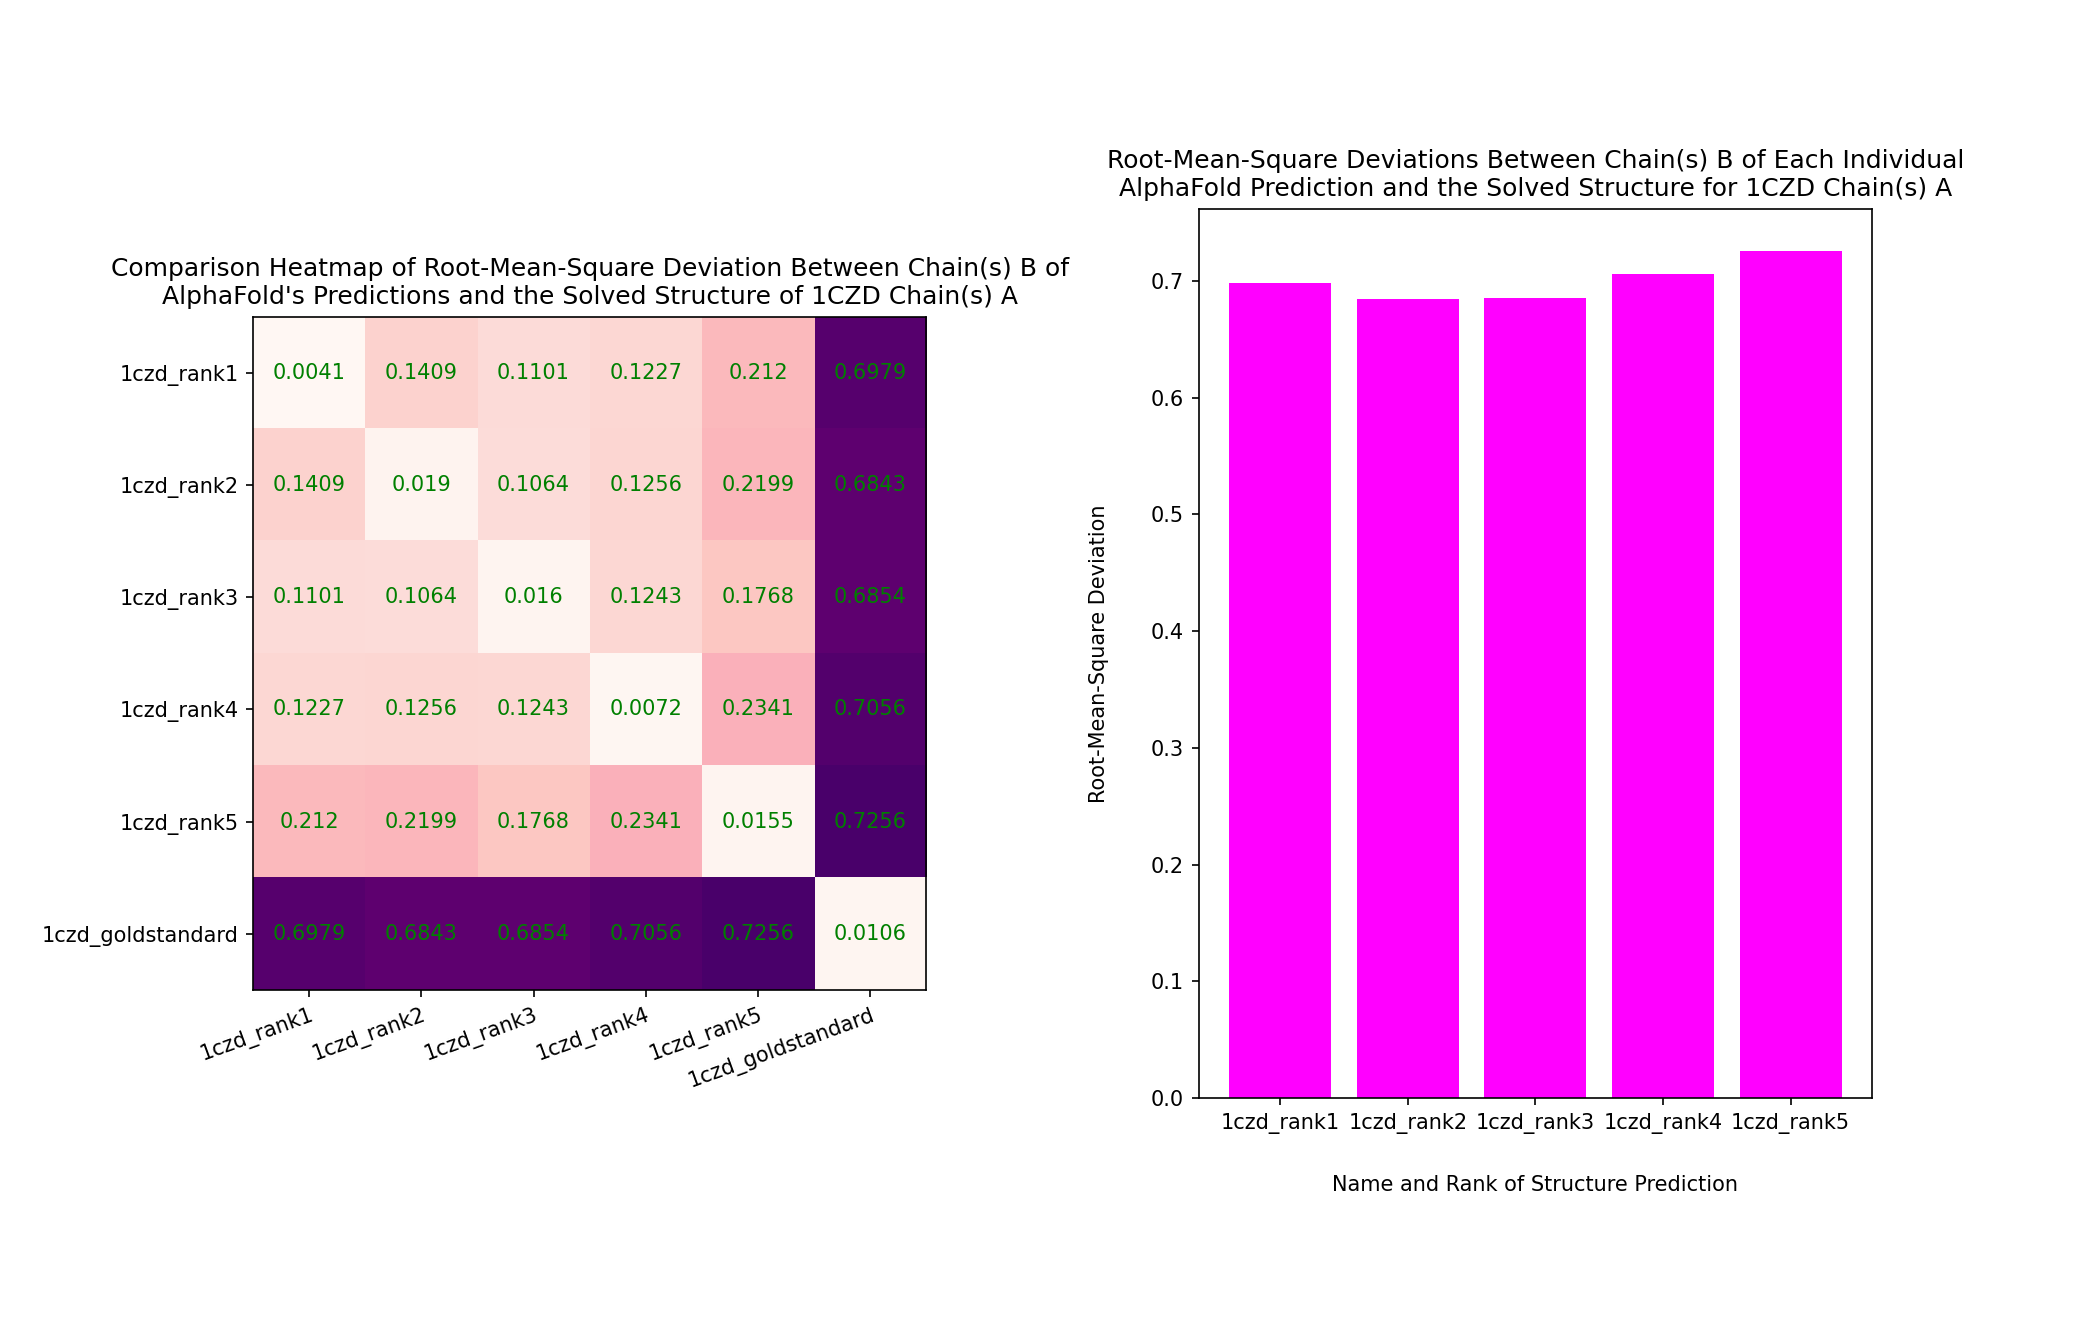 Comparison Heatmap of Root-Mean-Square Deviation Between Chain(s) B of
AlphaFold's Predictions and the Solved Structure of 1CZD Chain(s) A
1czd_rank1 0.0041 0.1409 0.1101 0.1227 0.212 0.6979
1czd_rank2 0.1409 0.019 0.1064 0.1256 0.2199 0.6843
1czd_rank3 0.1101 0.1064 0.016 0.1243 0.1768 0.6854
1czd_rank4 0.1227 0.1256 0.1243 0.0072 0.2341 0.7056
1czd_rank5 0.212 0.2199 0.1768 0.2341 0.0155 0.7256
1czd_goldstandard 0.6979 0.6843 0.6854 0.7056 0.7256 0.0106
1czd_rank1 1czd_rank2 1czd_rank3 1czd_rank4 1czd_rank5 1czd_goldstandard
Root-Mean-Square Deviations Between Chain(s) B of Each Individual
AlphaFold Prediction and the Solved Structure for 1CZD Chain(s) A
Root-Mean-Square Deviation
0.7
0.6
0.5
0.4
0.3
0.2
0.1
0.0
1czd_rank1 1czd_rank2 1czd_rank3 1czd_rank4 1czd_rank5
Name and Rank of Structure Prediction